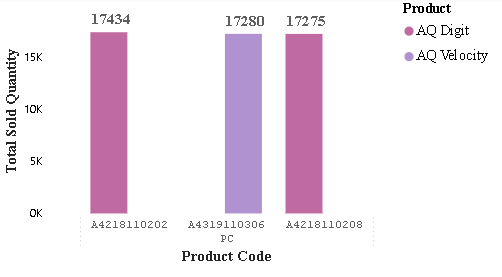 Product
AQ Digit
AQ Velocity
17434
17280
17275
Total Sold Quantity
15K
10K
5K
0K
A4218110202
A4319110306
PC
A4218110208
Product Code